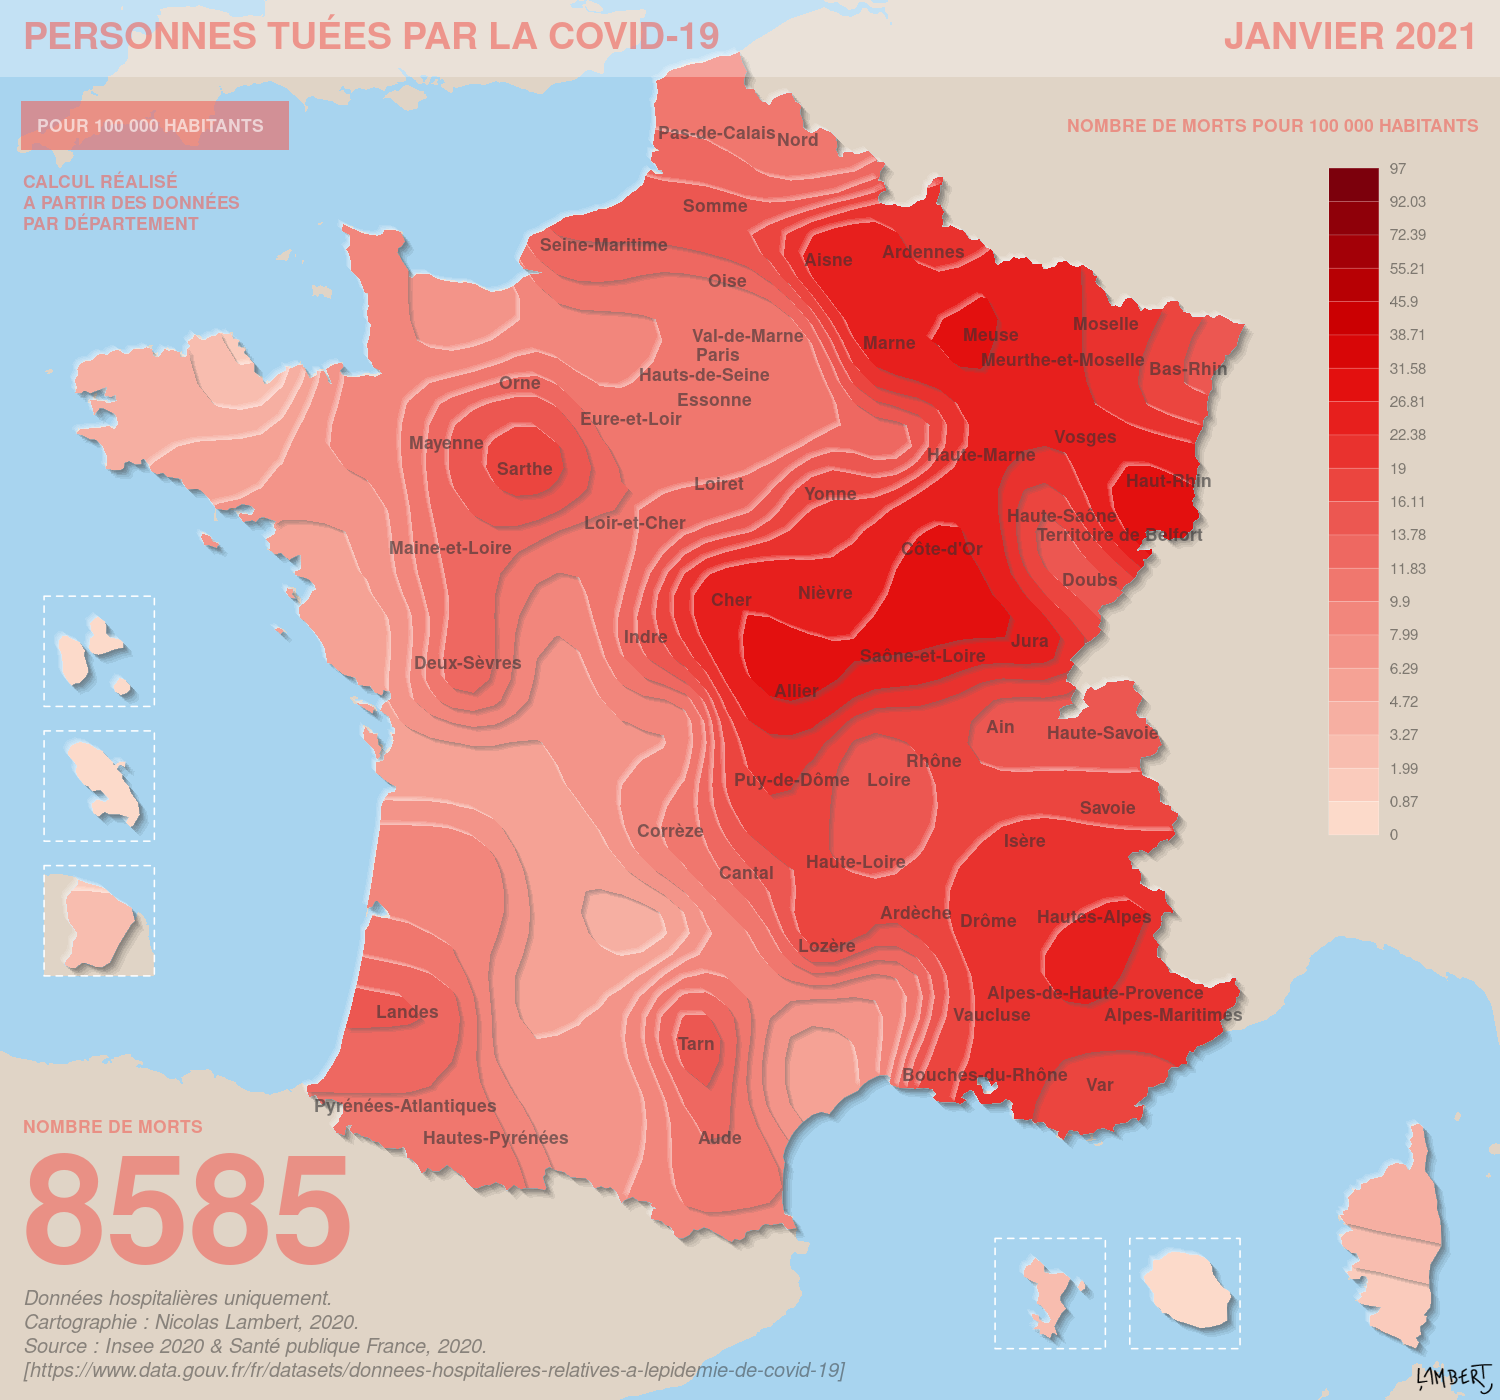 PERSONNES TUÉES PAR LA COVID-19
JANVIER 2021
POUR 100 000 HABITANTS
CALCUL RÉALISÉ
A PARTIR DES DONNÉES
PAR DÉPARTEMENT
NOMBRE DE MORTS POUR 100 000 HABITANTS
97
92.03
72.39
55.21
45.9
38.71
31.58
26.81
22.38
19
16.11
13.78
11.83
9.9
7.99
6.29
4.72
3.27
1.99
0.87
0
Pas-de-Calais
Nord
Somme
Seine-Maritime
Aisne
Ardennes
Oise
Val-de-Marne
Paris
Hauts-de-Seine
Essonne
Eure-et-Loir
Marne
Meuse
Moselle
Meurthe-et-Moselle
Bas-Rhin
Orne
Mayenne
Sarthe
Vosges
Haute-Marne
Haut-Rhin
Loiret
Yonne
Loir-et-Cher
Haute-Saône
Territoire de Belfort
Maine-et-Loire
Côte-d'Or
Doubs
Cher
Nièvre
Indre
Jura
Deux-Sèvres
Saône-et-Loire
Allier
Ain
Haute-Savoie
Rhône
Puy-de-Dôme
Loire
Savoie
Corrèze
Isère
Haute-Loire
Cantal
Ardèche
Drôme
Hautes-Alpes
Lozère
Alpes-de-Haute-Provence
Landes
Vaucluse
Alpes-Maritimes
Tarn
Bouches-du-Rhône
Var
Pyrénées-Atlantiques
Hautes-Pyrénées
Aude
NOMBRE DE MORTS
8585
Données hospitalières uniquement.
Cartographie : Nicolas Lambert, 2020.
Source : Insee 2020 & Santé publique France, 2020.
[https://www.data.gouv.fr/fr/datasets/donnees-hospitalieres-relatives-a-lepidemie-de-covid-19]
LAMBERT